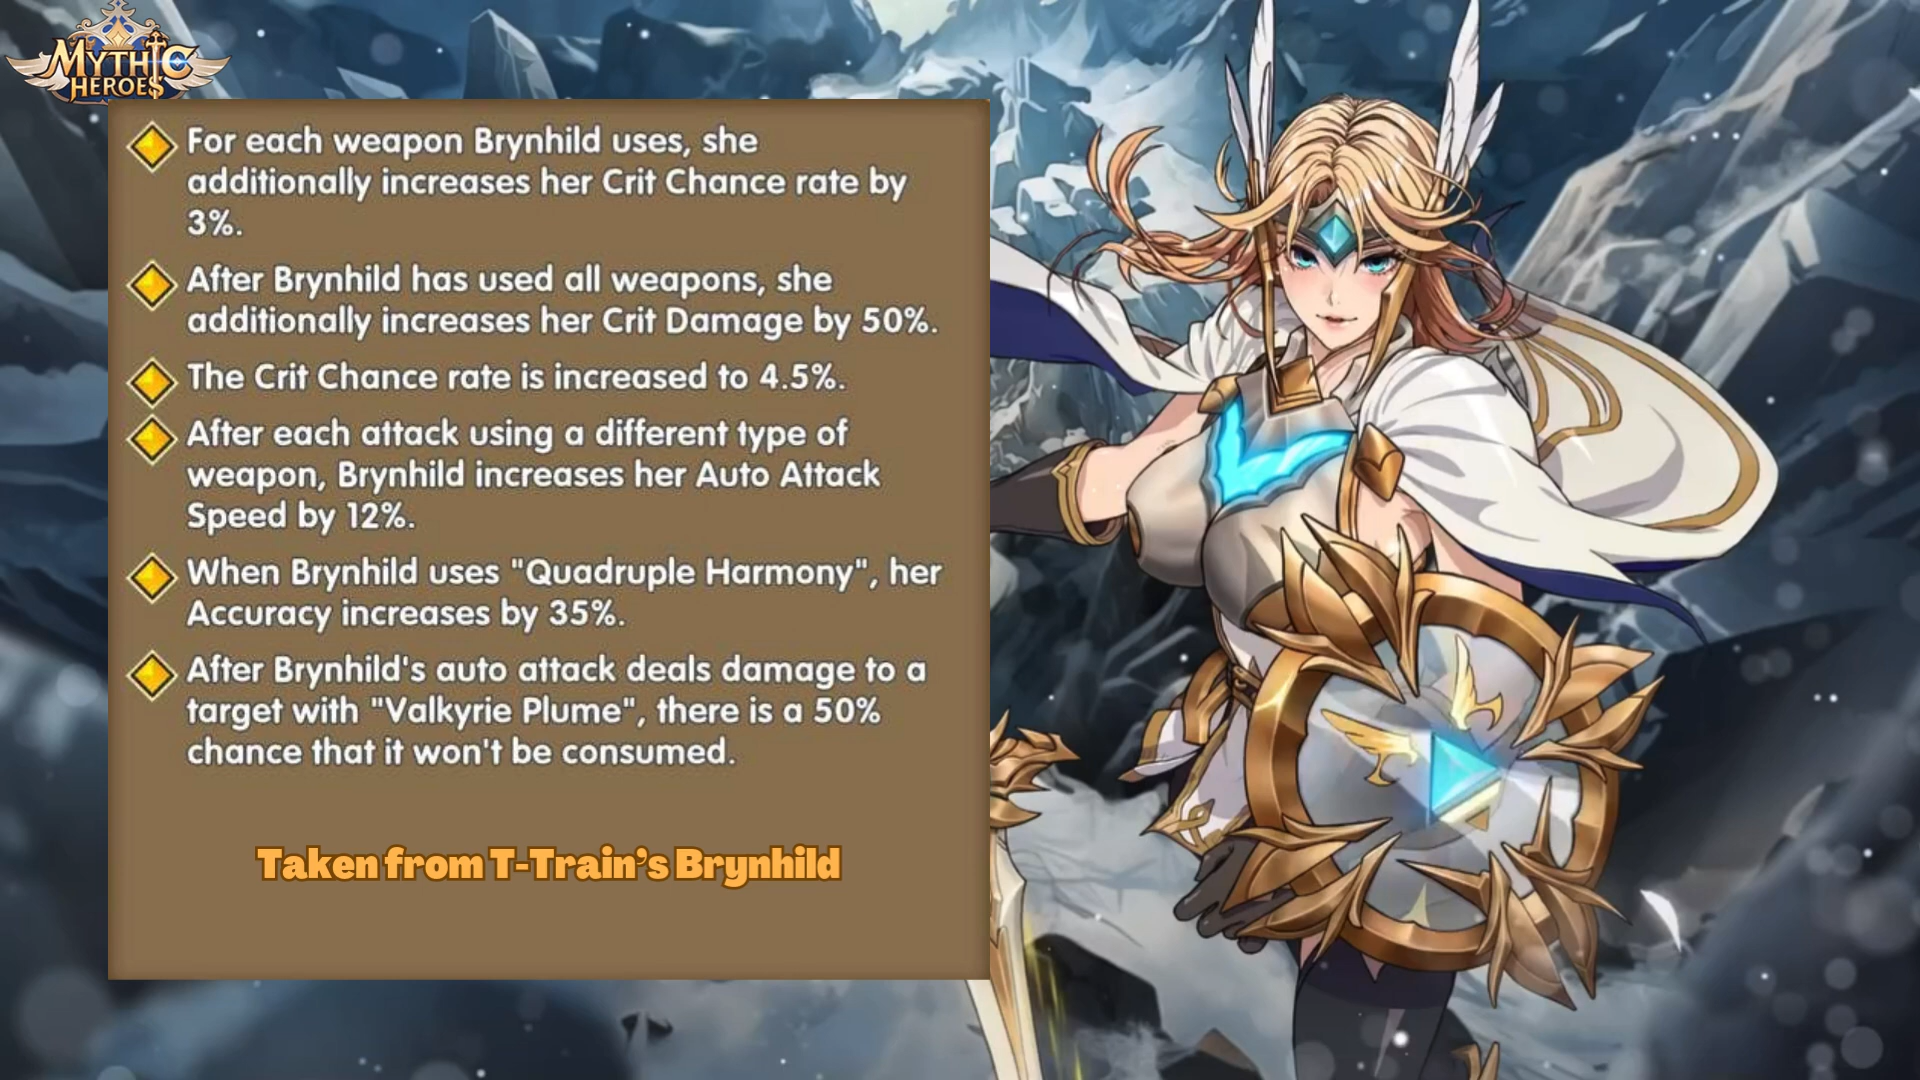 MYTHIC
HEROES
For each weapon Brynhild uses, she
additionally increases her Crit Chance rate by
3%.
After Brynhild has used all weapons, she
additionally increases her Crit Damage by 50%.
The Crit Chance rate is increased to 4.5%.
After each attack using a different type of
weapon, Brynhild increases her Auto Attack
Speed by 12%.
When Brynhild uses "Quadruple Harmony", her
Accuracy increases by 35%.
After Brynhild's auto attack deals damage to a
target with "Valkyrie Plume", there is a 50%
chance that it won't be consumed.
Taken from T-Train’s Brynhild